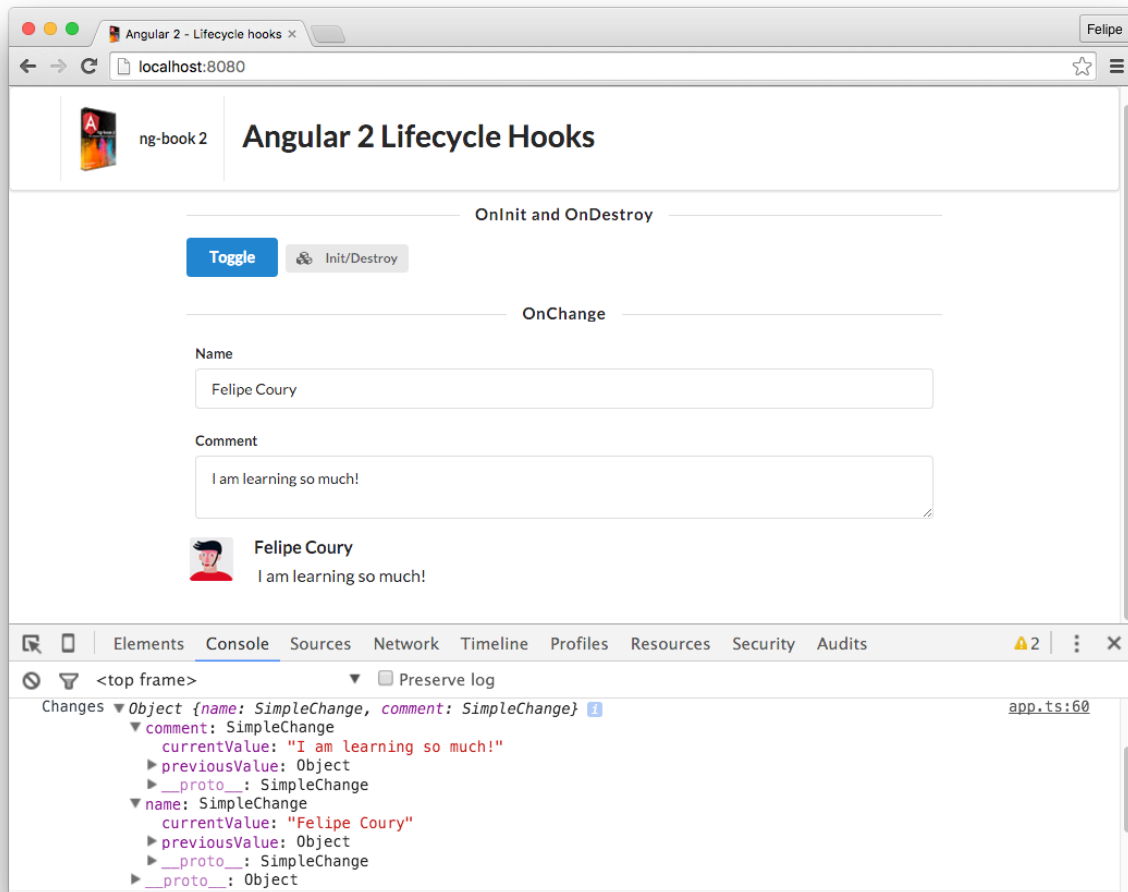 Angular 2 - Lifecycle hooks ×
Felipe
localhost:8080
ng-book 2
Angular 2 Lifecycle Hooks
OnInit and OnDestroy
Toggle
Init/Destroy
OnChange
Name
Felipe Coury
Comment
I am learning so much!
Felipe Coury
I am learning so much!
Elements Console Sources Network Timeline Profiles Resources Security Audits 2
<top frame> ▼ Preserve log
Changes ▼Object {name: SimpleChange, comment: SimpleChange} i app.ts:60
▼comment: SimpleChange
currentValue: "I am learning so much!"
▶previousValue: Object
▶__proto__: SimpleChange
▼name: SimpleChange
currentValue: "Felipe Coury"
▶previousValue: Object
▶__proto__: SimpleChange
▶__proto__: Object